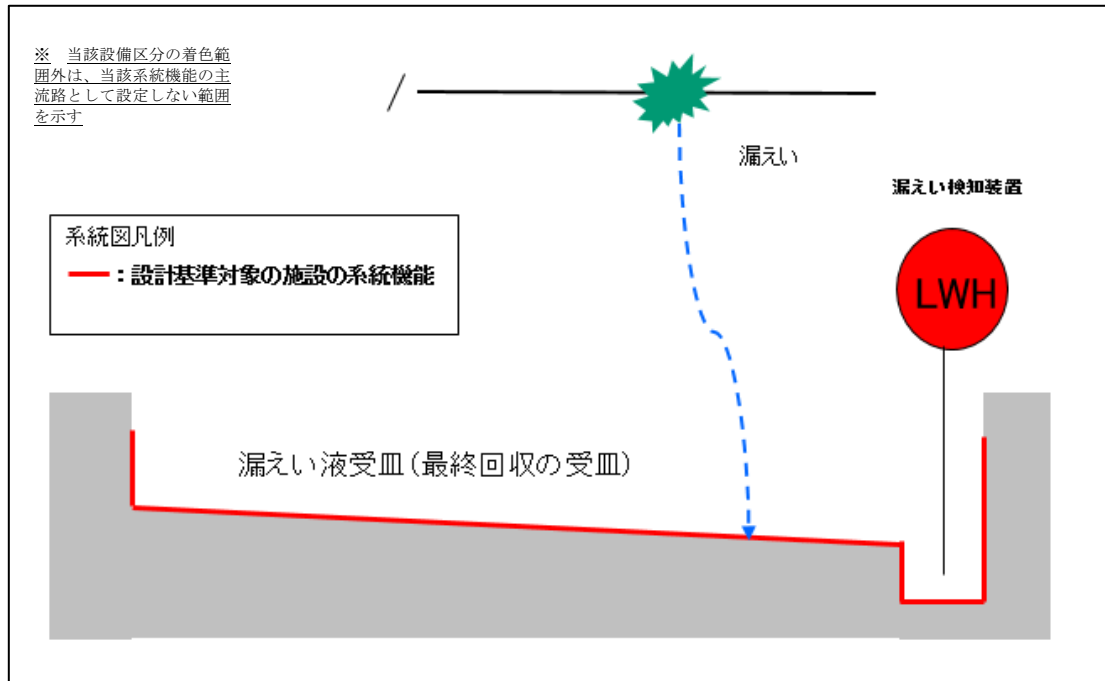 ※　当該設備区分の着色範
囲外は、当該系統機能の主
流路として設定しない範囲
を示す
漏えい
漏えい検知装置
系統図凡例
：設計基準対象の施設の系統機能
LWH
漏えい液受皿（最終回収の受皿）